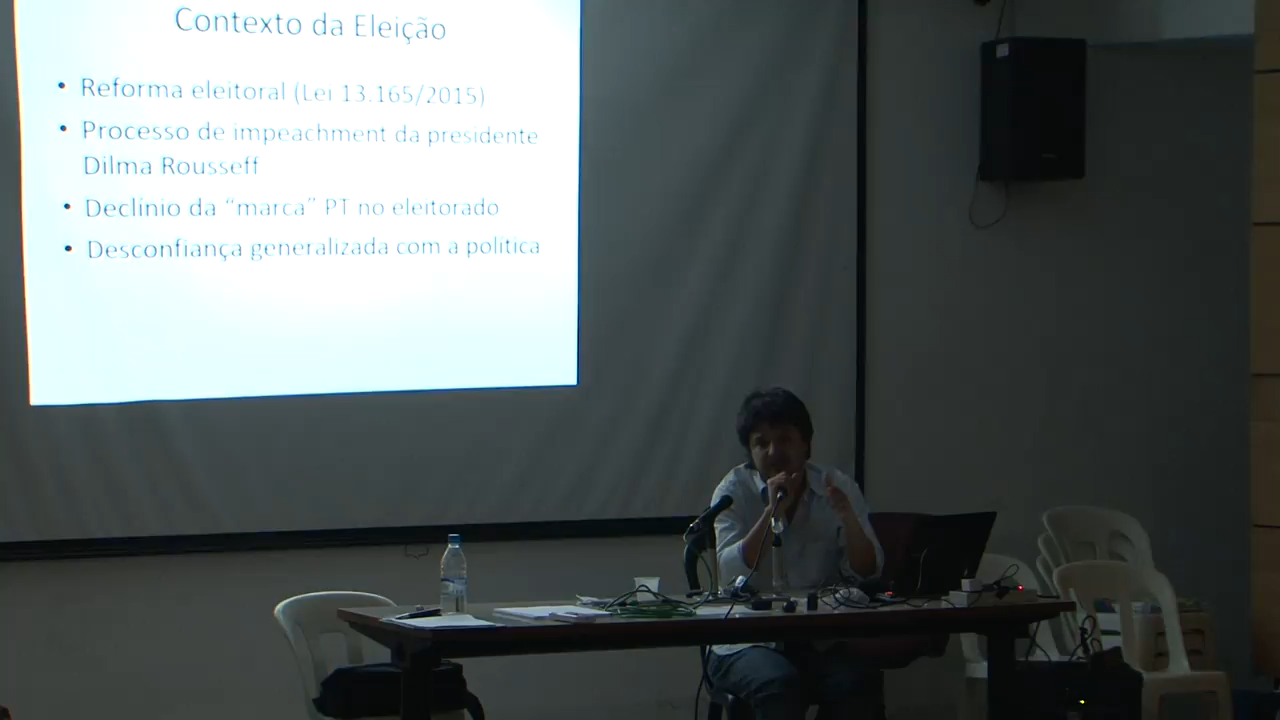 Contexto da Eleição
• Reforma eleitoral (Lei 13.165/2015)
• Processo de impeachment da presidente
Dilma Rousseff
• Declínio da “marca” PT no eleitorado
• Desconfiança generalizada com a política